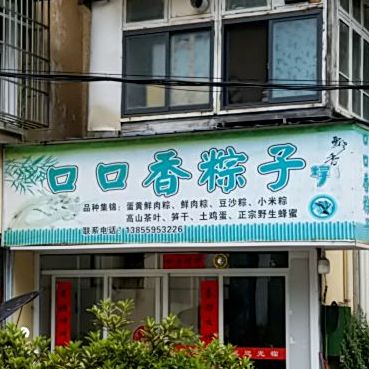 口口香粽子
品种集锦：蛋黄鲜肉粽、鲜肉粽、豆沙粽、小米粽
高山茶叶、笋干、土鸡蛋、正宗野生蜂蜜
联系电话：13855953226